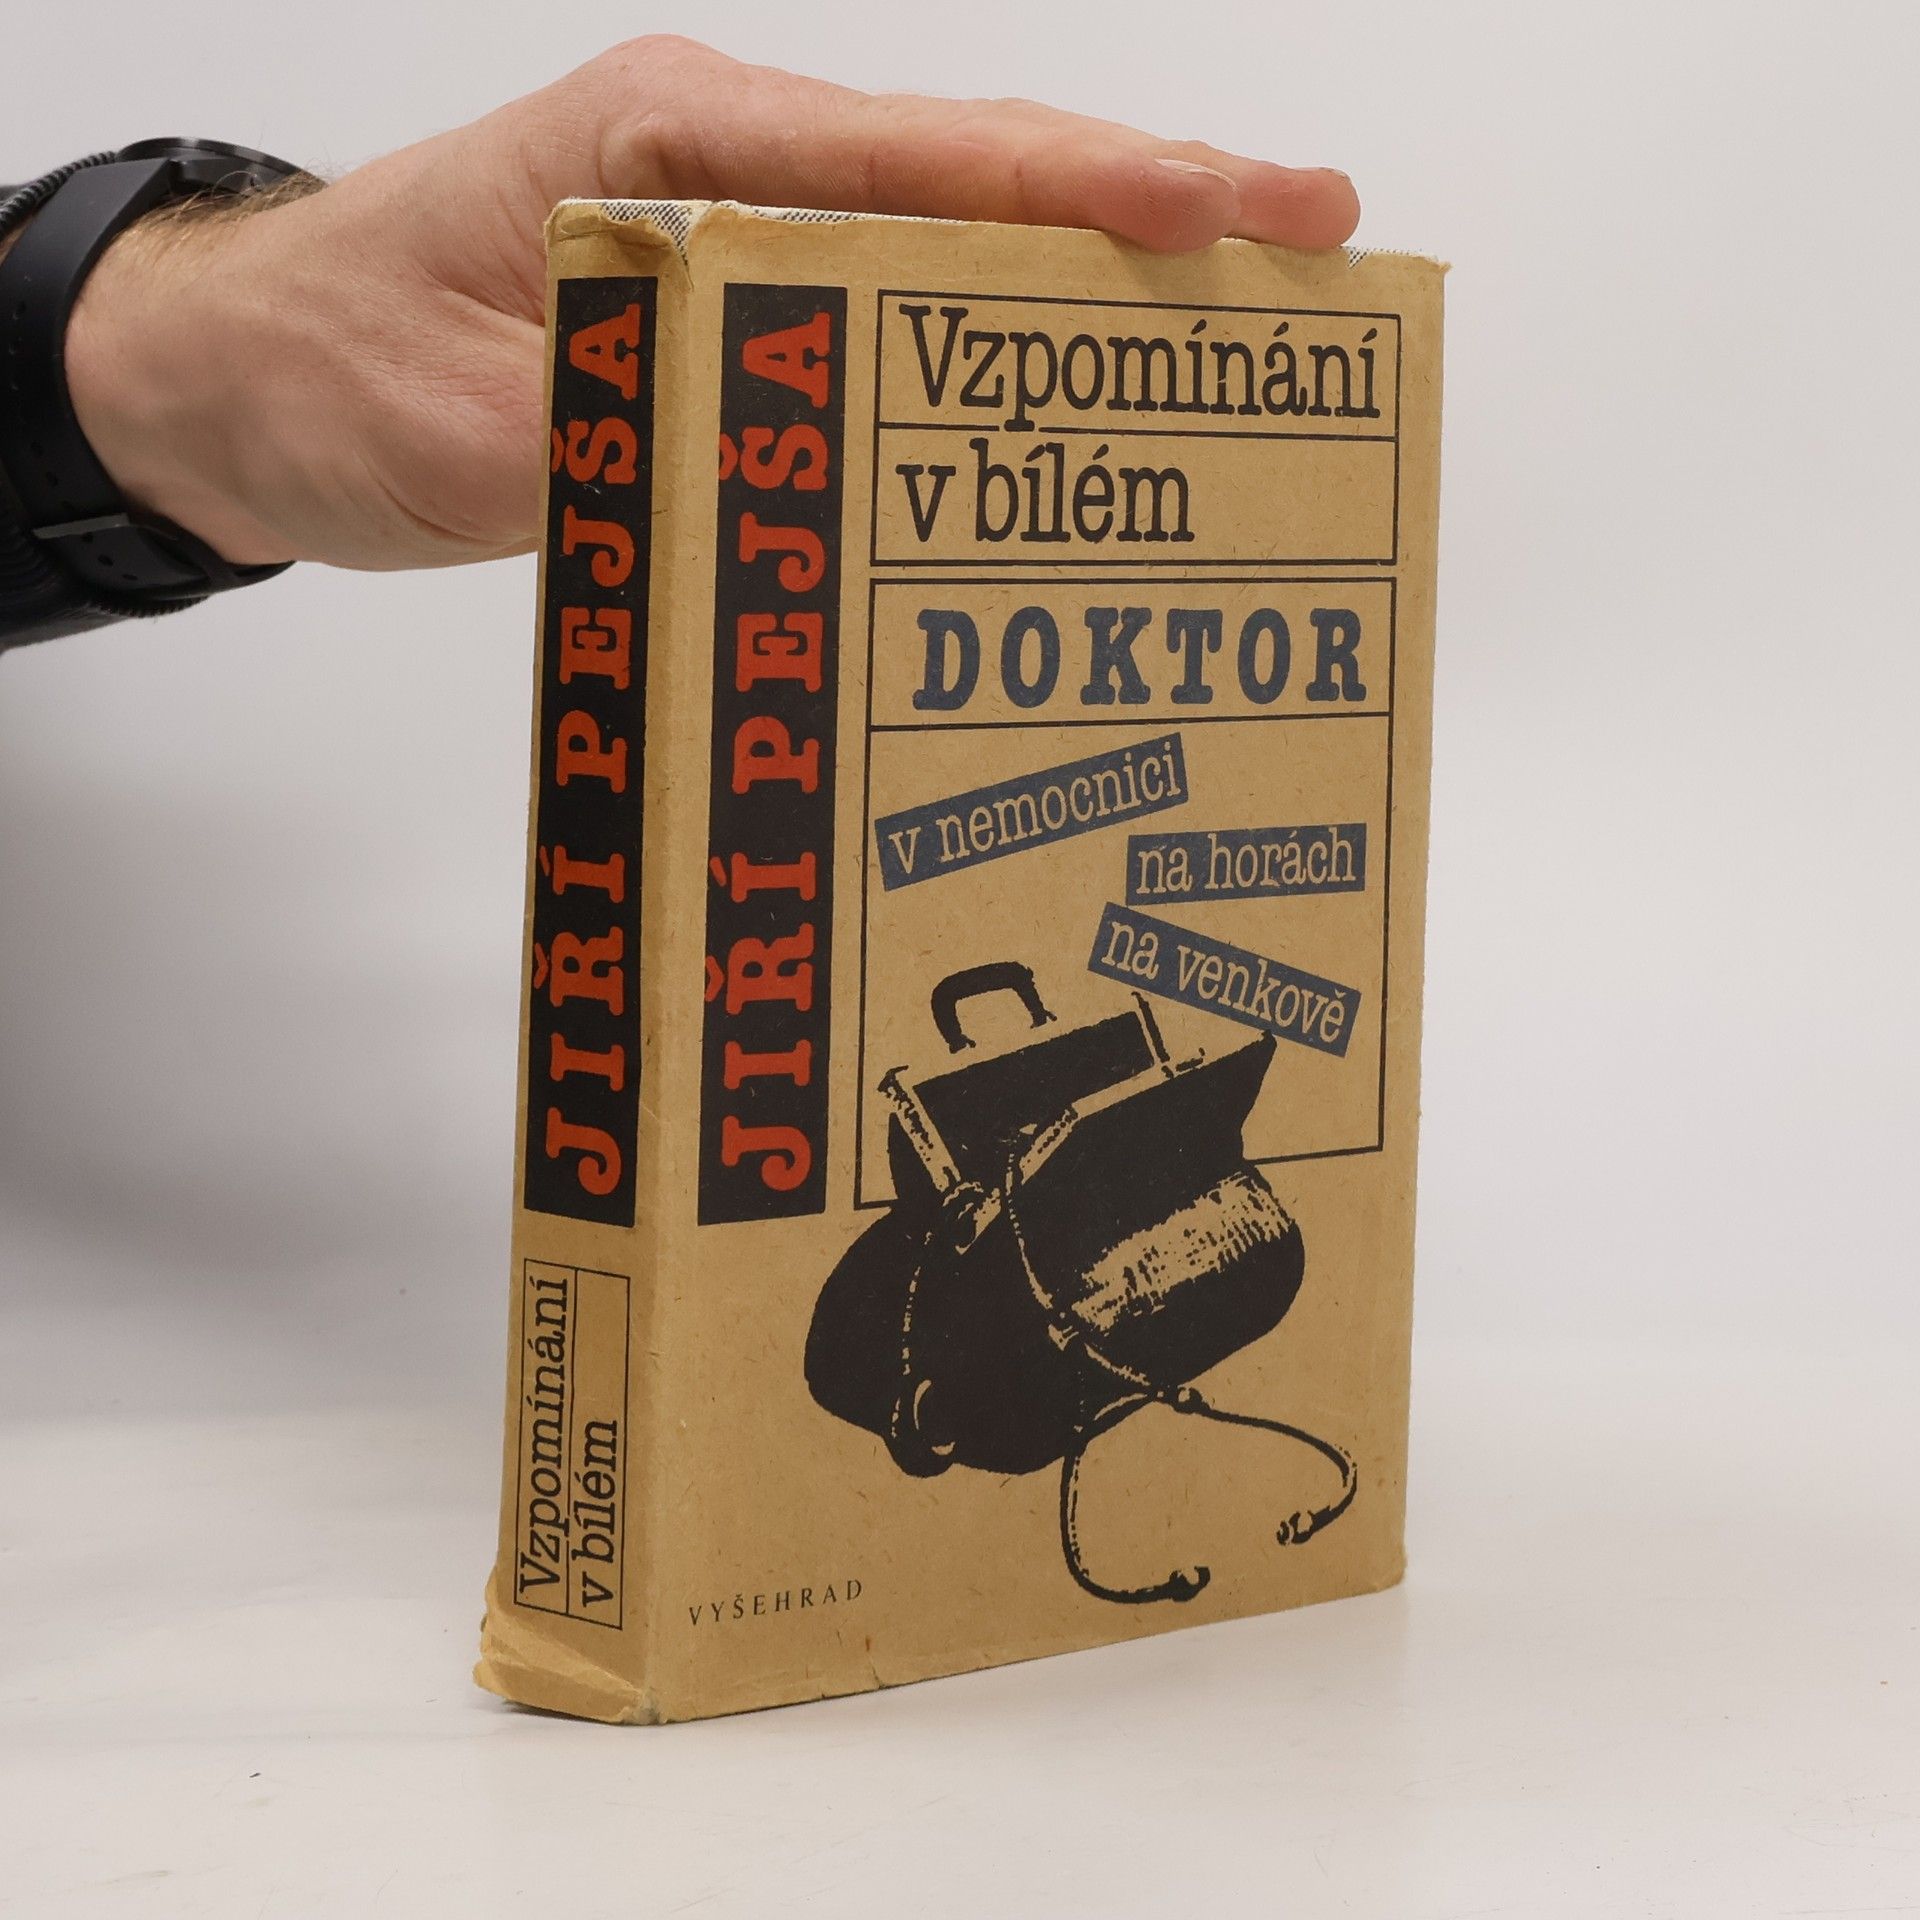 JIŘÍ PEJŠA
Vzpomínání
v bílém
JIŘÍ PEJŠA
Vzpomínání
v bílém
DOKTOR
v nemocnici
na horách
na venkově
VYŠEHRAD